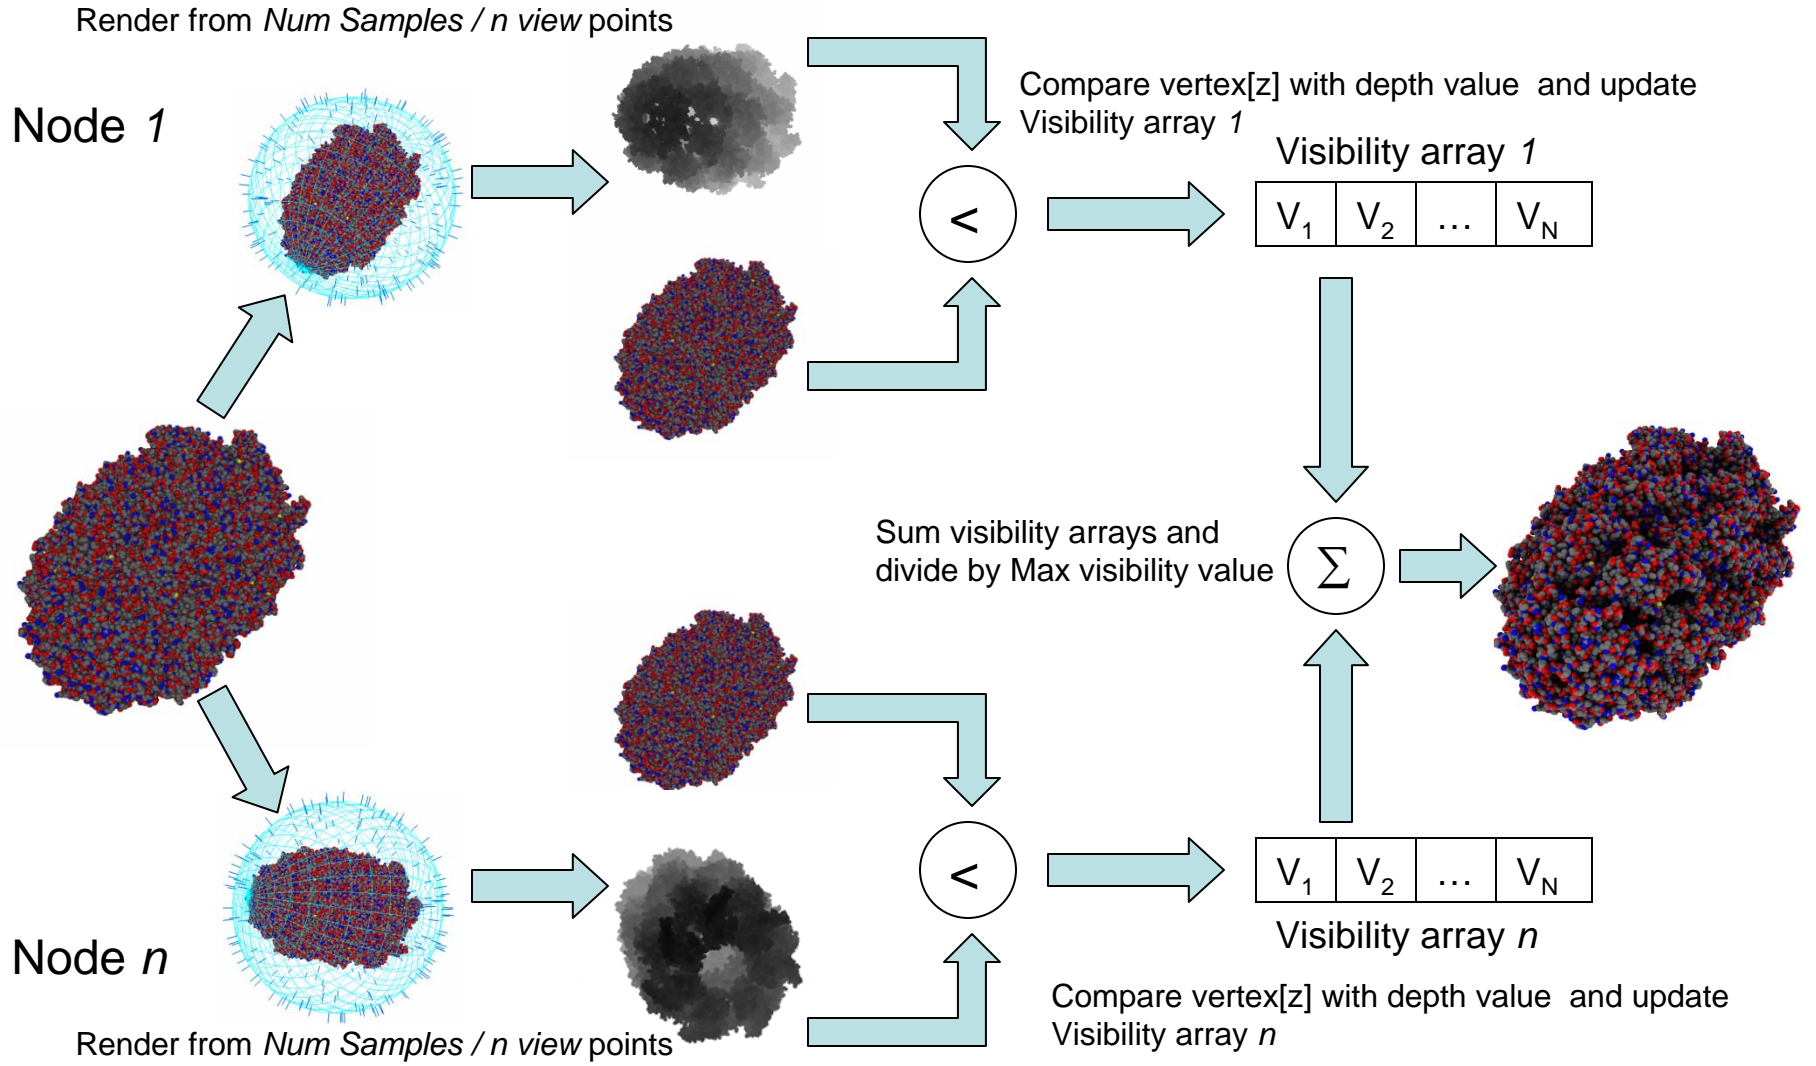 Render from Num Samples / n view points
Node 1
Compare vertex[z] with depth value  and update
Visibility array 1
Visibility array 1
<
V1 V2 … VN
Sum visibility arrays and
divide by Max visibility value
Σ
<
V1 V2 … VN
Visibility array n
Node n
Compare vertex[z] with depth value  and update
Visibility array n
Render from Num Samples / n view points